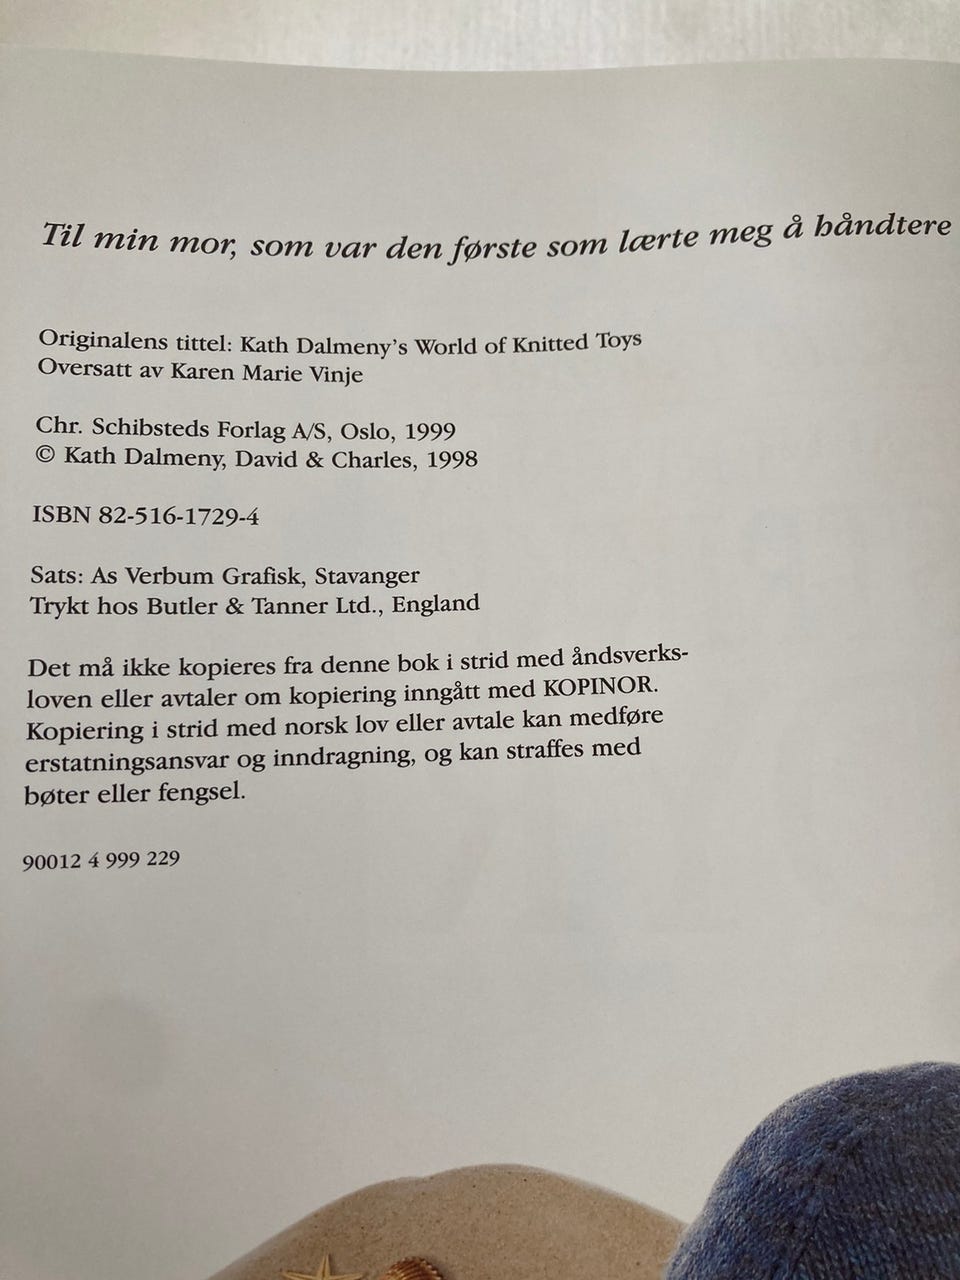 Til min mor, som var den første som lærte meg å håndtere
Originalens tittel: Kath Dalmeny's World of Knitted Toys
Oversatt av Karen Marie Vinje
Chr. Schibsteds Forlag A/S, Oslo, 1999
© Kath Dalmeny, David & Charles, 1998
ISBN 82-516-1729-4
Sats: As Verbum Grafisk, Stavanger
Trykt hos Butler & Tanner Ltd., England
Det må ikke kopieres fra denne bok i strid med åndsverks-
loven eller avtaler om kopiering inngått med KOPINOR.
Kopiering i strid med norsk lov eller avtale kan medføre
erstatningsansvar og inndragning, og kan straffes med
bøter eller fengsel.
90012 4 999 229